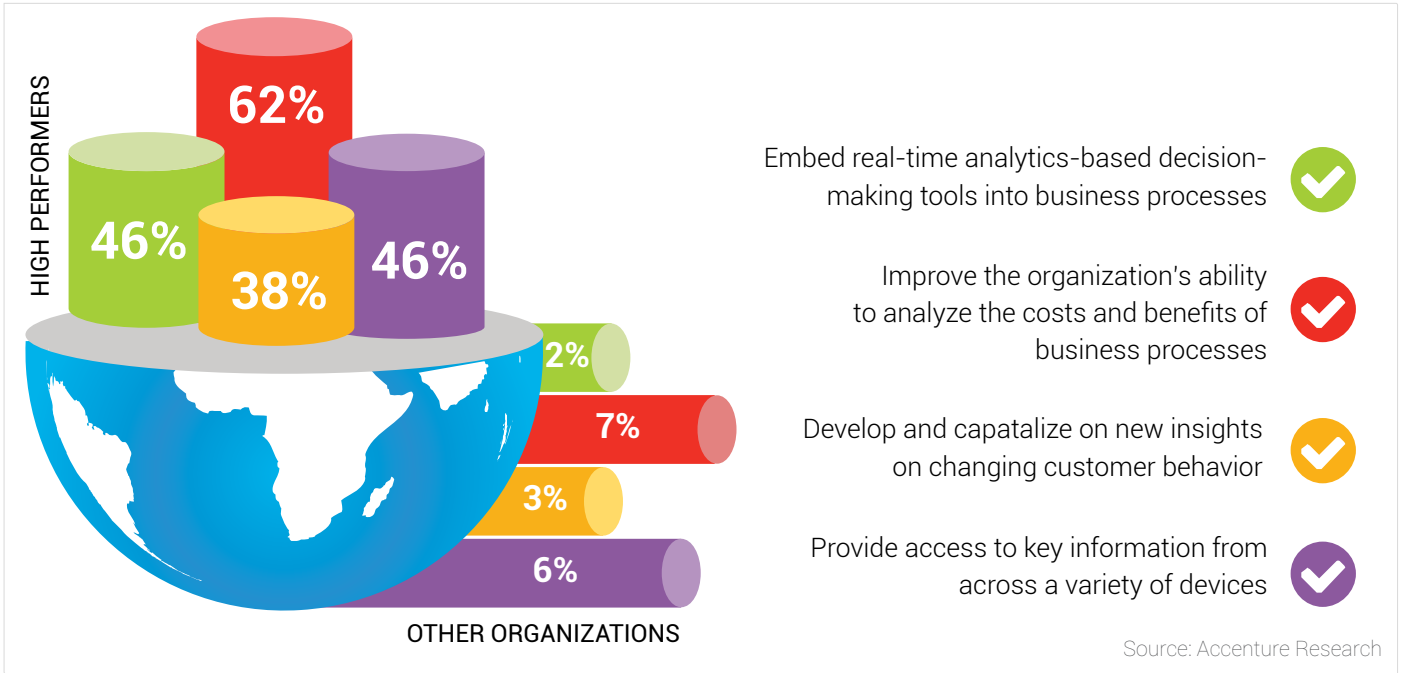 HIGH PERFORMERS
62%
46%
38%
46%
2%
7%
3%
6%
OTHER ORGANIZATIONS
Embed real-time analytics-based decision-
making tools into business processes
Improve the organization's ability
to analyze the costs and benefits of
business processes
Develop and capatalize on new insights
on changing customer behavior
Provide access to key information from
across a variety of devices
Source: Accenture Research